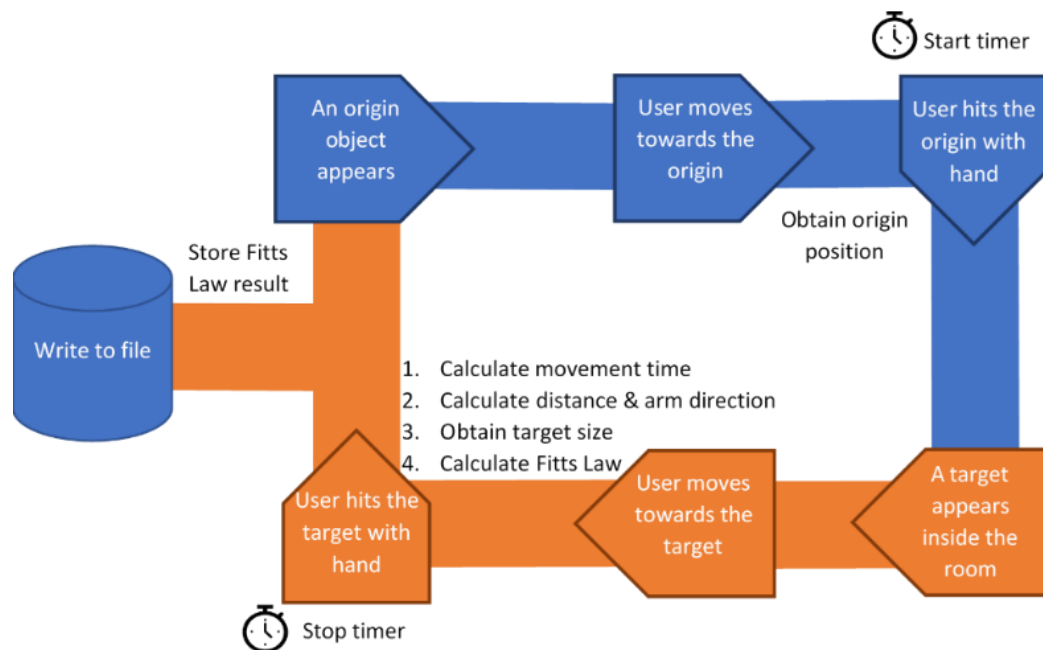 Start timer
An origin
object
appears
User moves
towards the
origin
User hits the
origin with
hand
Obtain origin
position
Store Fitts
Law result
Write to file
1. Calculate movement time
2. Calculate distance & arm direction
3. Obtain target size
4. Calculate Fitts Law
User hits the
target with
hand
User moves
towards the
target
A target
appears
inside the
room
Stop timer